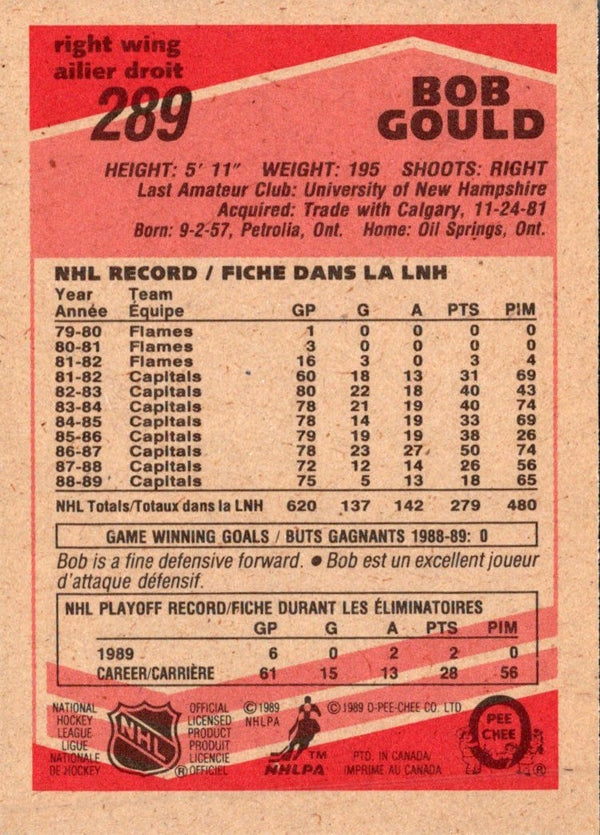 right wing
ailier droit
289
BOB
GOULD
HEIGHT: 5' 11" WEIGHT: 195 SHOOTS: RIGHT
Last Amateur Club: University of New Hampshire
Acquired: Trade with Calgary, 11-24-81
Born: 9-2-57, Petrolia, Ont. Home: Oil Springs, Ont.
NHL RECORD / FICHE DANS LA LNH
Year Team
Année Équipe GP G A PTS PIM
79-80 Flames 1 0 0 0 0
80-81 Flames 3 0 0 0 0
81-82 Flames 16 3 0 3 4
81-82 Capitals 60 18 13 31 69
82-83 Capitals 80 22 18 40 43
83-84 Capitals 78 21 19 40 74
84-85 Capitals 78 14 19 33 69
85-86 Capitals 79 19 19 38 26
86-87 Capitals 78 23 27 50 74
87-88 Capitals 72 12 14 26 56
88-89 Capitals 75 5 13 18 65
NHL Totals/Totaux dans la LNH 620 137 142 279 480
GAME WINNING GOALS / BUTS GAGNANTS 1988-89: 0
Bob is a fine defensive forward. ● Bob est un excellent joueur
d'attaque défensif.
NHL PLAYOFF RECORD/FICHE DURANT LES ÉLIMINATOIRES
GP G A PTS PIM
1989 6 0 2 2 0
CAREER/CARRIÈRE 61 15 13 28 56
NATIONAL
HOCKEY
LEAGUE
LIGUE
NATIONALE
DE HOCKEY
NHL
OFFICIAL
LICENSED
PRODUCT
PRODUIT
LICENCIE
® OFFICIEL
©1989
NHLPA
TM
NHLPA
©1989 O-PEE-CHEE CO. LTD
PTD. IN CANADA/
IMPRIMÉ AU CANADA
O
PEE
CHEE
®